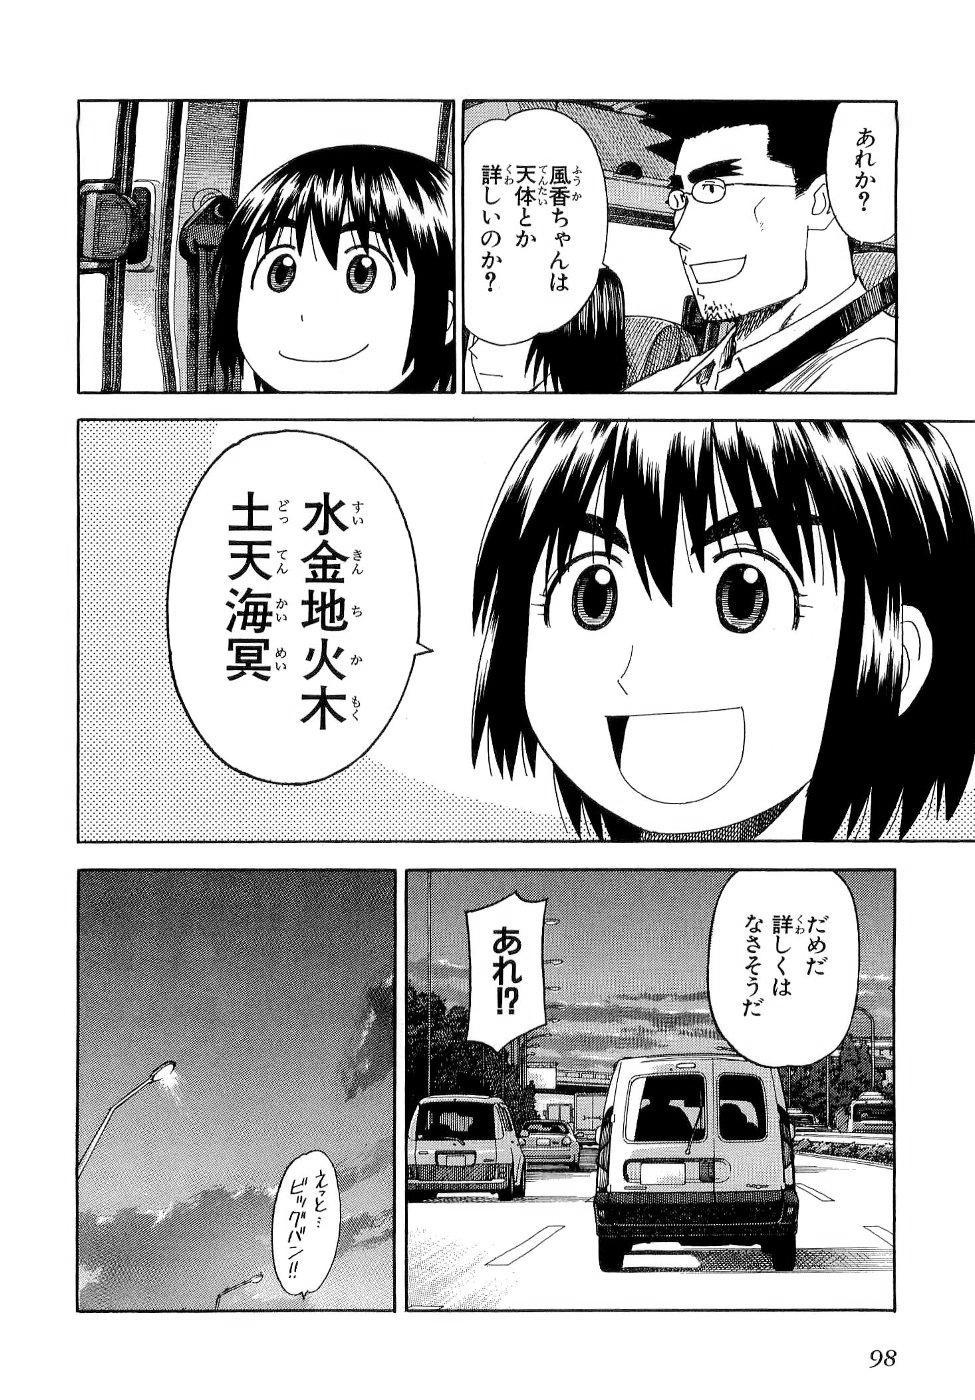 あれか？
風香ちゃんは
天体とか
詳しいのか？
水金地火木
土天海冥
だめだ
詳しくは
なさそうだ
あれ!?
えっと…
ビッグバン!!
98